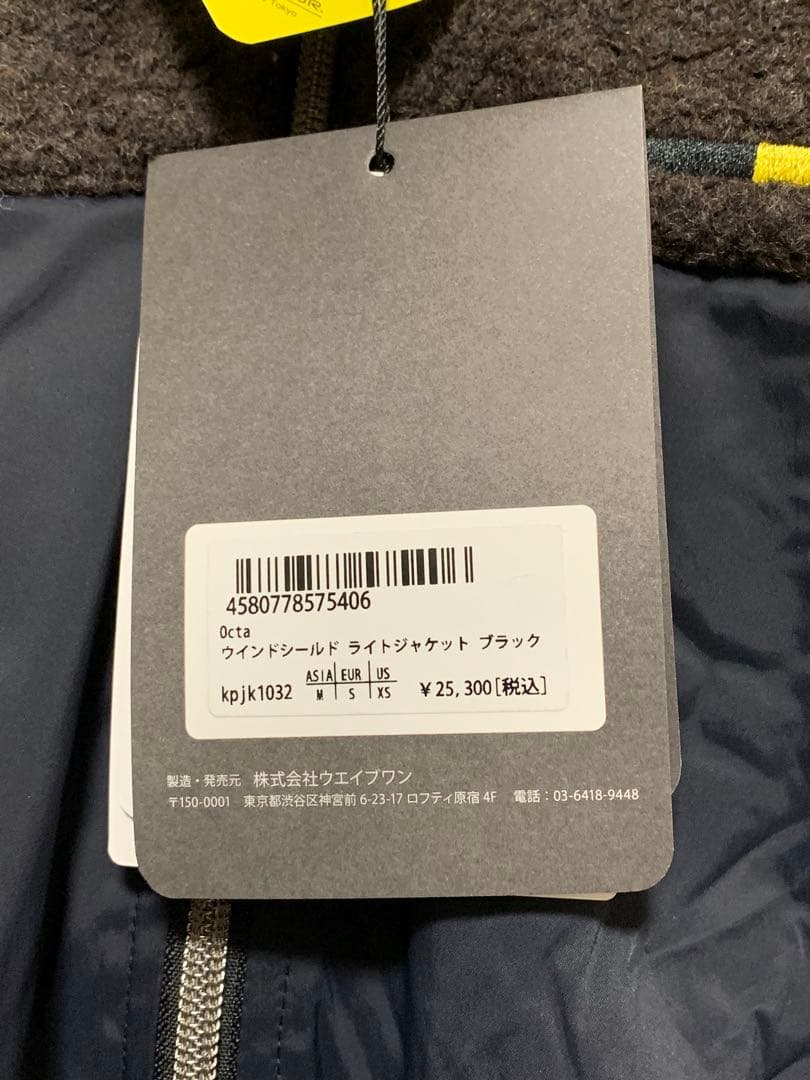 Tokyo
4580778575406
Octa
ウインドシールド ライトジャケット ブラック
kpjk1032 ASIA EUR US ¥25,300[税込]
M S XS
製造・発売元 株式会社ウエイブワン
〒150-0001 東京都渋谷区神宮前 6-23-17 ロフティ原宿 4F 電話：03-6418-9448